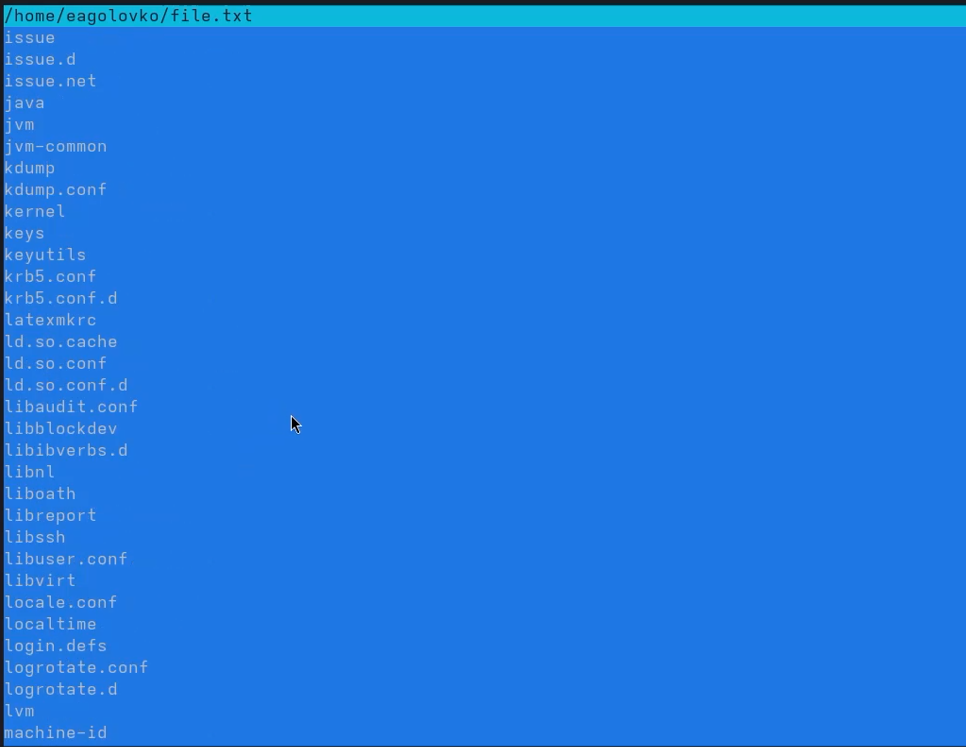 /home/eagolovko/file.txt
issue
issue.d
issue.net
java
jvm
jvm-common
kdump
kdump.conf
kernel
keys
keyutils
krb5.conf
krb5.conf.d
latexmkrc
ld.so.cache
ld.so.conf
ld.so.conf.d
libaudit.conf
libblockdev
libibverbs.d
libnl
liboath
libreport
libssh
libuser.conf
libvirt
locale.conf
localtime
login.defs
logrotate.conf
logrotate.d
lvm
machine-id